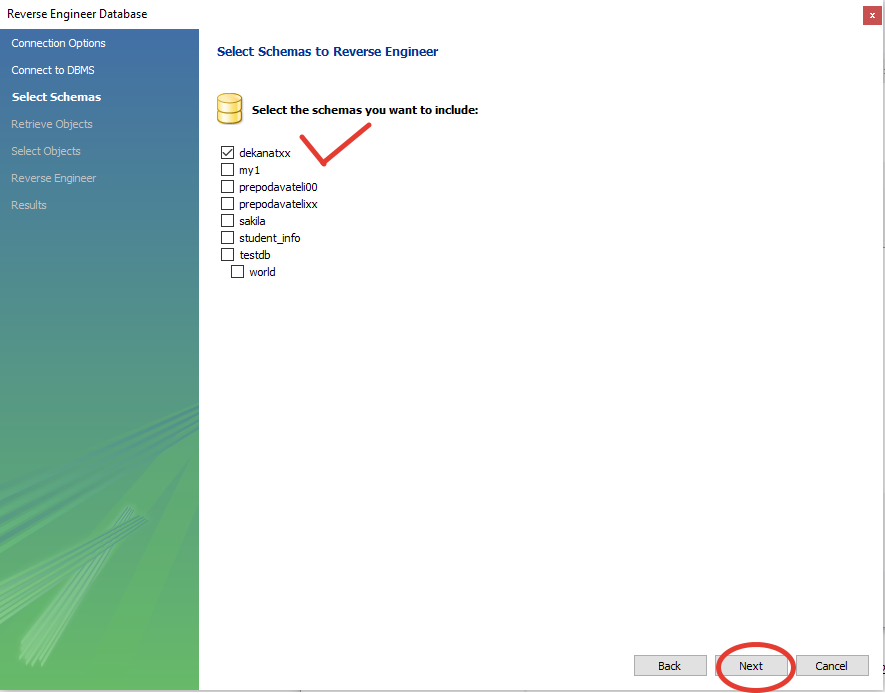 Reverse Engineer Database
x
Connection Options
Connect to DBMS
Select Schemas
Retrieve Objects
Select Objects
Reverse Engineer
Results
Select Schemas to Reverse Engineer
Select the schemas you want to include:
dekanatxx
my1
prepodavateli00
prepodavatelixx
sakila
student_info
testdb
world
Back
Next
Cancel